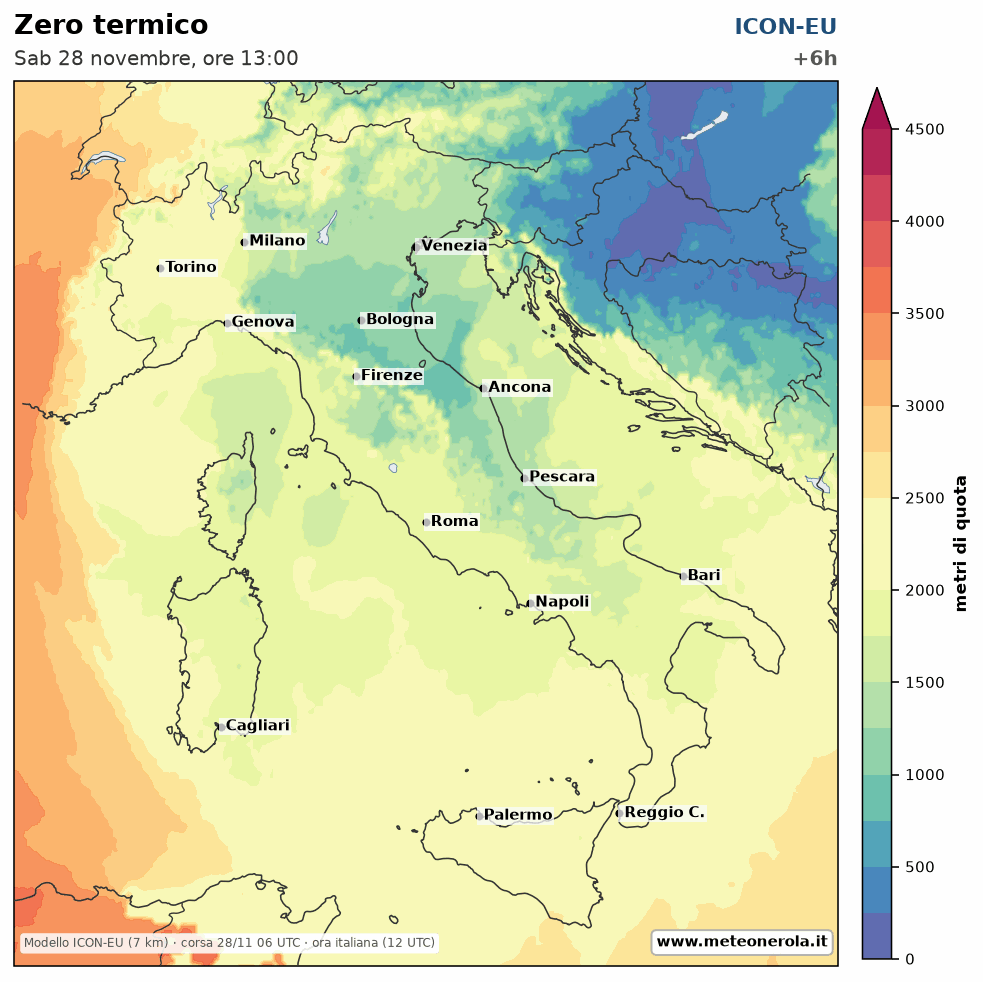 Zero termico
ICON-EU
Sab 28 novembre, ore 13:00
+6h
4500
4000
3500
3000
2500
2000
1500
1000
500
0
metri di quota
Milano
Venezia
Torino
Genova
Bologna
Firenze
Ancona
Pescara
Roma
Bari
Napoli
Cagliari
Palermo
Reggio C.
Modello ICON-EU (7 km) · corsa 28/11 06 UTC · ora italiana (12 UTC)
www.meteonerola.it